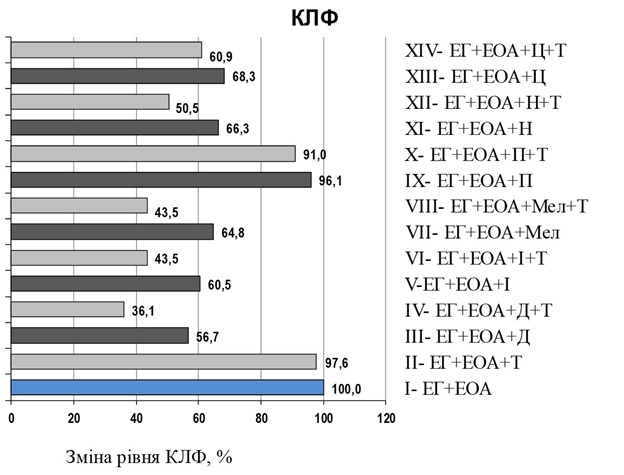 КЛФ
60,9 XIV- ЕГ+ЕОА+Ц+Т
68,3 XIII- ЕГ+ЕОА+Ц
50,5 XII- ЕГ+ЕОА+Н+Т
66,3 XI- ЕГ+ЕОА+Н
91,0 X- ЕГ+ЕОА+П+Т
96,1 IX- ЕГ+ЕОА+П
43,5 VIII- ЕГ+ЕОА+Мел+Т
64,8 VII- ЕГ+ЕОА+Мел
43,5 VI- ЕГ+ЕОА+І+Т
60,5 V-ЕГ+ЕОА+І
36,1 IV- ЕГ+ЕОА+Д+Т
56,7 III- ЕГ+ЕОА+Д
97,6 II- ЕГ+ЕОА+Т
100,0 I- ЕГ+ЕОА
0 20 40 60 80 100 120
Зміна рівня КЛФ, %